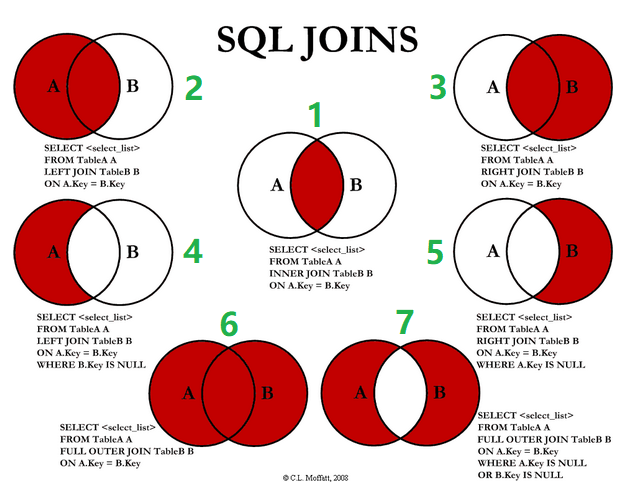 SQL JOINS
A B
2
SELECT <select_list>
FROM TableA A
LEFT JOIN TableB B
ON A.Key = B.Key
3
A B
SELECT <select_list>
FROM TableA A
RIGHT JOIN TableB B
ON A.Key = B.Key
1
A B
SELECT <select_list>
FROM TableA A
INNER JOIN TableB B
ON A.Key = B.Key
A B
4
SELECT <select_list>
FROM TableA A
LEFT JOIN TableB B
ON A.Key = B.Key
WHERE B.Key IS NULL
5
A B
SELECT <select_list>
FROM TableA A
RIGHT JOIN TableB B
ON A.Key = B.Key
WHERE A.Key IS NULL
6
A B
SELECT <select_list>
FROM TableA A
FULL OUTER JOIN TableB B
ON A.Key = B.Key
7
A B
SELECT <select_list>
FROM TableA A
FULL OUTER JOIN TableB B
ON A.Key = B.Key
WHERE A.Key IS NULL
OR B.Key IS NULL
© C.L. Moffatt, 2008